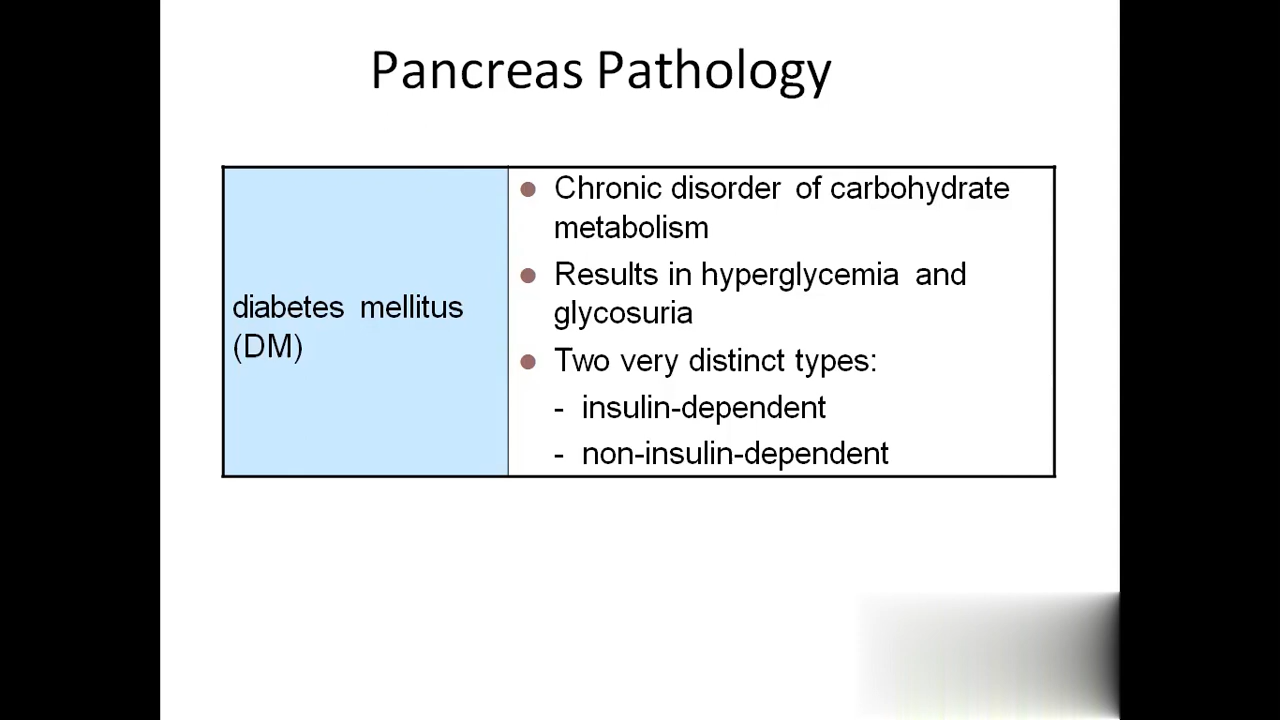 Pancreas Pathology
diabetes mellitus
(DM)
● Chronic disorder of carbohydrate
metabolism
● Results in hyperglycemia and
glycosuria
● Two very distinct types:
- insulin-dependent
- non-insulin-dependent